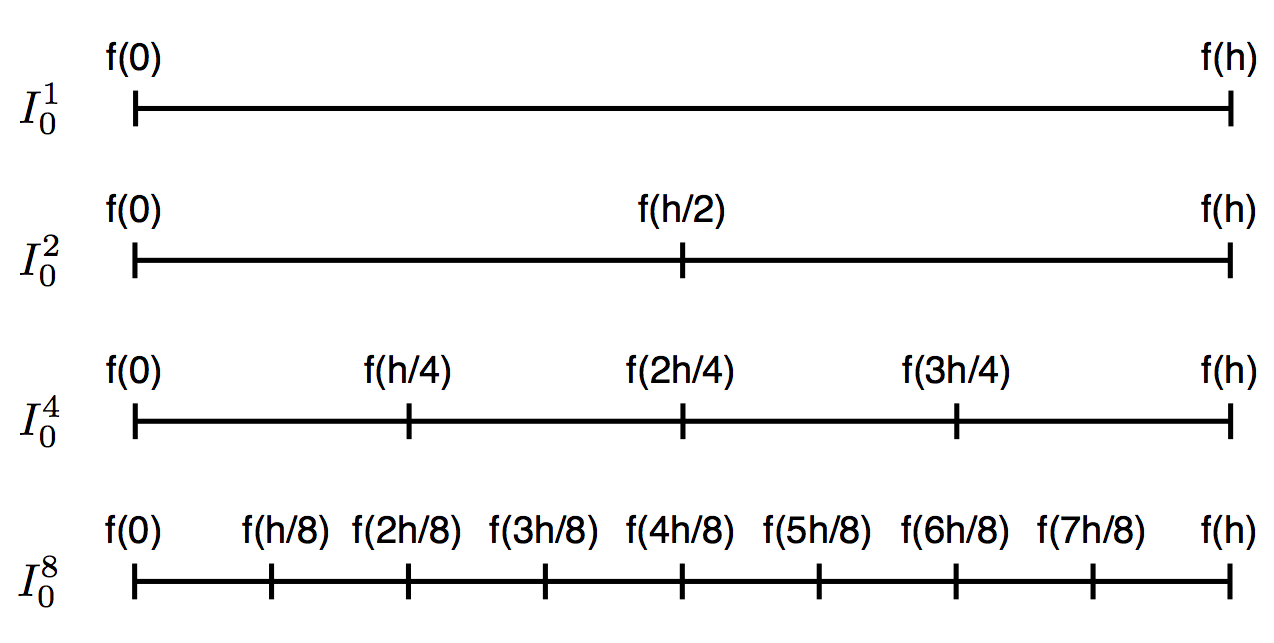 f(0) f(h)
I_0^1
f(0) f(h/2) f(h)
I_0^2
f(0) f(h/4) f(2h/4) f(3h/4) f(h)
I_0^4
f(0) f(h/8) f(2h/8) f(3h/8) f(4h/8) f(5h/8) f(6h/8) f(7h/8) f(h)
I_0^8